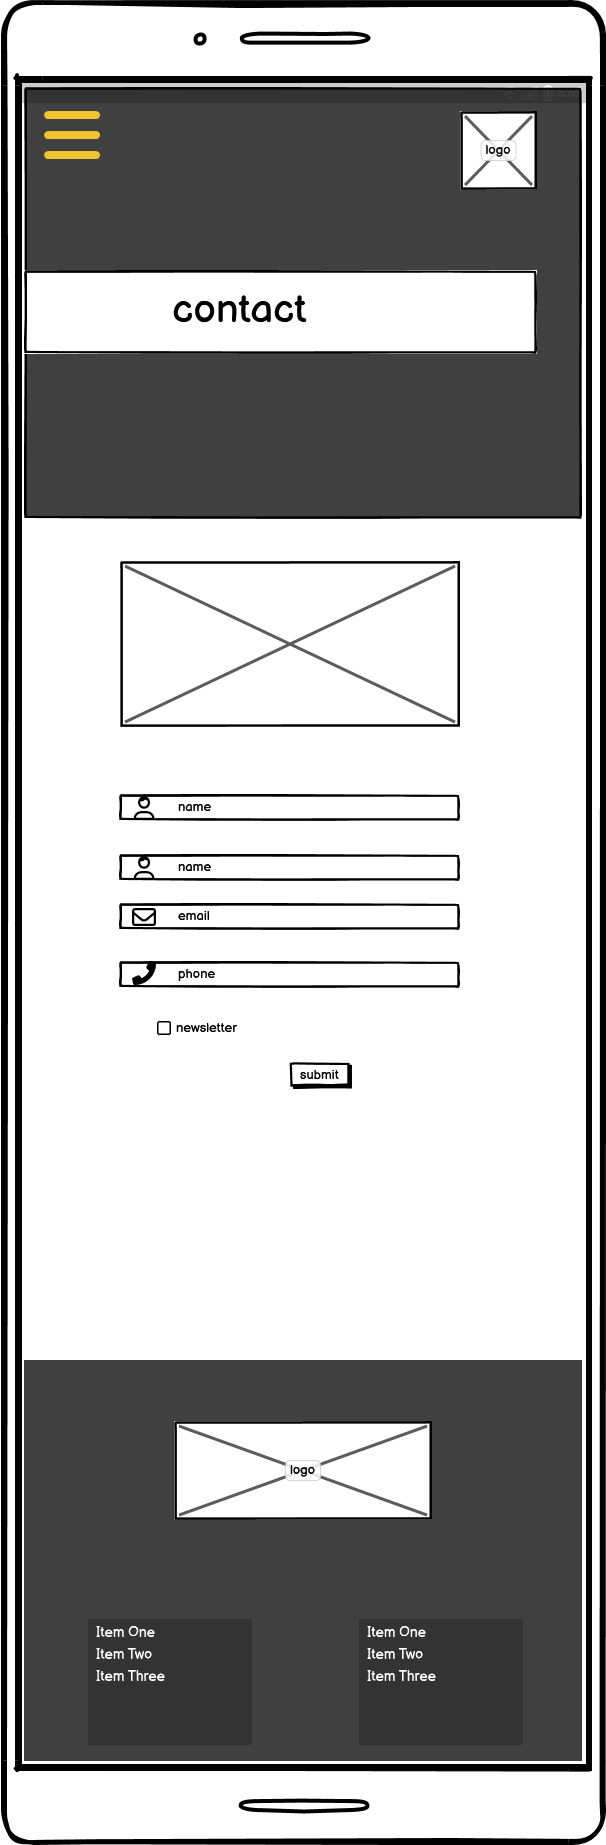 logo
contact
name
name
email
phone
newsletter
submit
logo
Item One
Item Two
Item Three
Item One
Item Two
Item Three